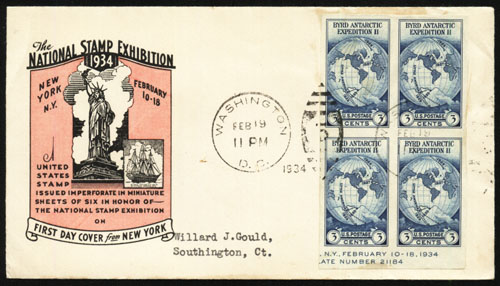 The
NATIONAL STAMP EXHIBITION
1934
NEW
YORK
N.Y.
FEBRUARY
10-18
A
UNITED
STATES
STAMP
ISSUED IMPERFORATE IN MINIATURE
SHEETS OF SIX IN HONOR OF—
THE NATIONAL STAMP EXHIBITION
ON
FIRST DAY COVER from NEW YORK
Willard J.Gould,
Southington, Ct.
WASHINGTON
FEB 19
11 PM
D.C.
1934
BYRD ANTARCTIC
EXPEDITION II
U.S. POSTAGE
3 CENTS 3
BYRD ANTARCTIC
EXPEDITION II
U.S. POSTAGE
3 CENTS 3
BYRD ANTARCTIC
EXPEDITION II
U.S. POSTAGE
3 CENTS 3
BYRD ANTARCTIC
EXPEDITION II
U.S. POSTAGE
3 CENTS 3
, N.Y., FEBRUARY 10-18, 1934
ATE NUMBER 21184